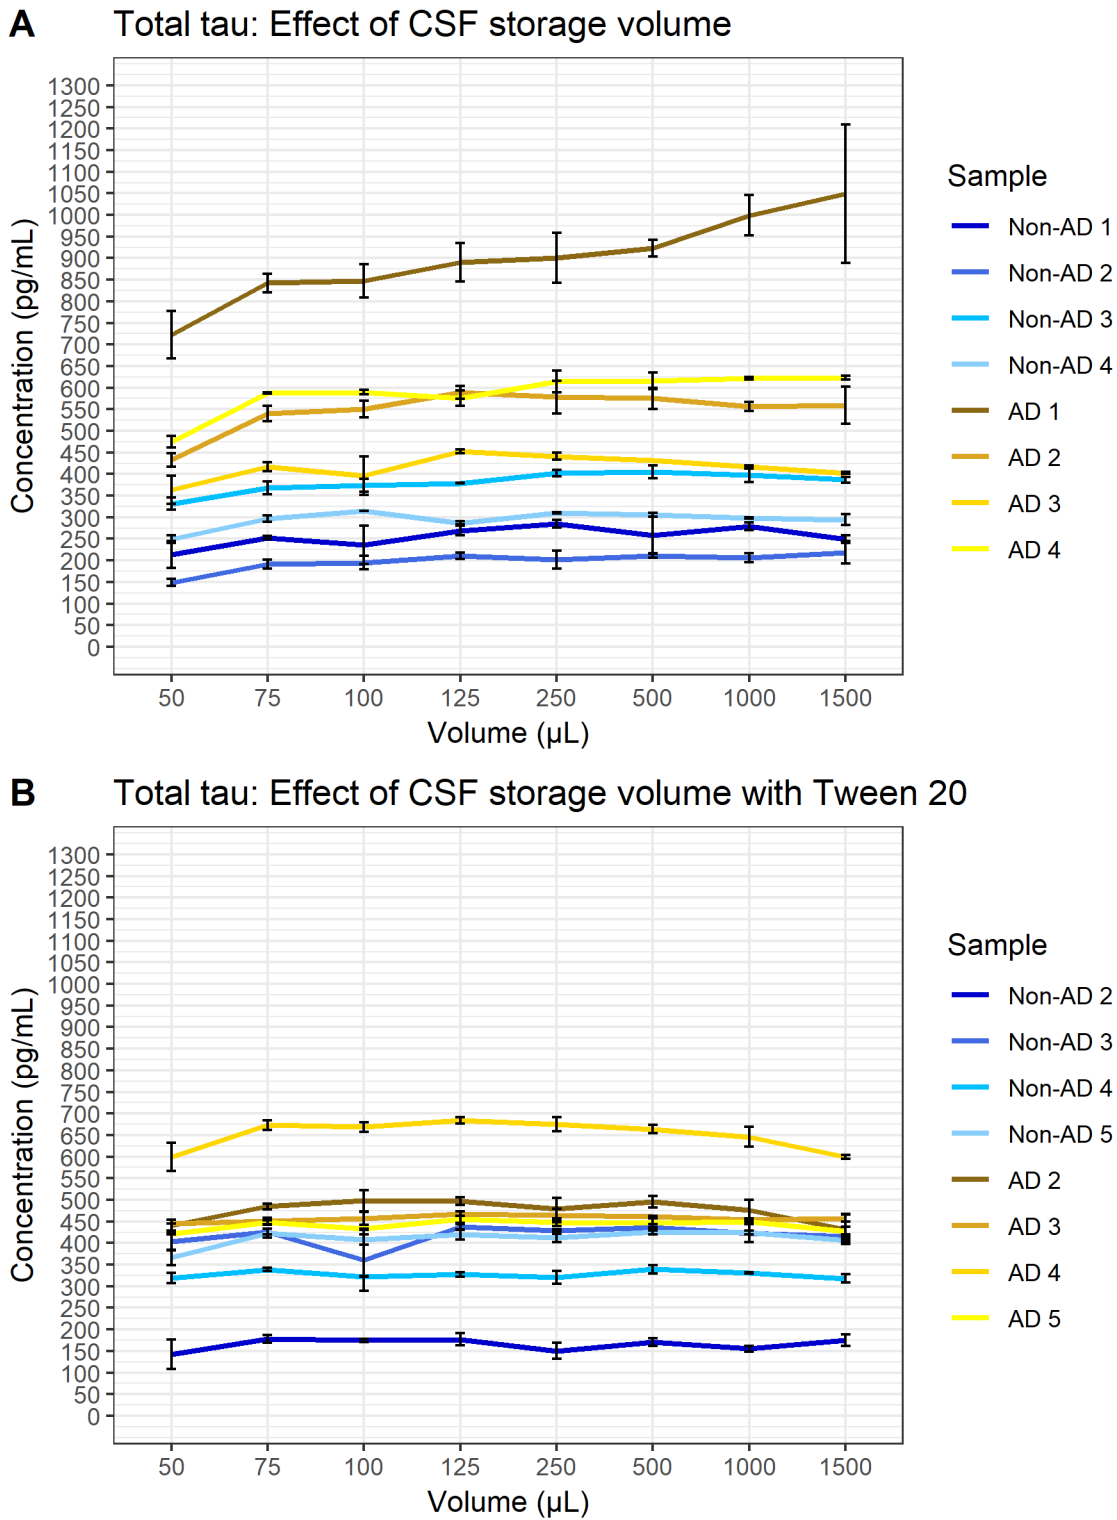 A Total tau: Effect of CSF storage volume
Concentration (pg/mL)
1300
1250
1200
1150
1100
1050
1000
950
900
850
800
750
700
650
600
550
500
450
400
350
300
250
200
150
100
50
0
50 75 100 125 250 500 1000 1500
Volume (µL)
Sample
Non-AD 1
Non-AD 2
Non-AD 3
Non-AD 4
AD 1
AD 2
AD 3
AD 4
B Total tau: Effect of CSF storage volume with Tween 20
Concentration (pg/mL)
1300
1250
1200
1150
1100
1050
1000
950
900
850
800
750
700
650
600
550
500
450
400
350
300
250
200
150
100
50
0
50 75 100 125 250 500 1000 1500
Volume (µL)
Sample
Non-AD 2
Non-AD 3
Non-AD 4
Non-AD 5
AD 2
AD 3
AD 4
AD 5